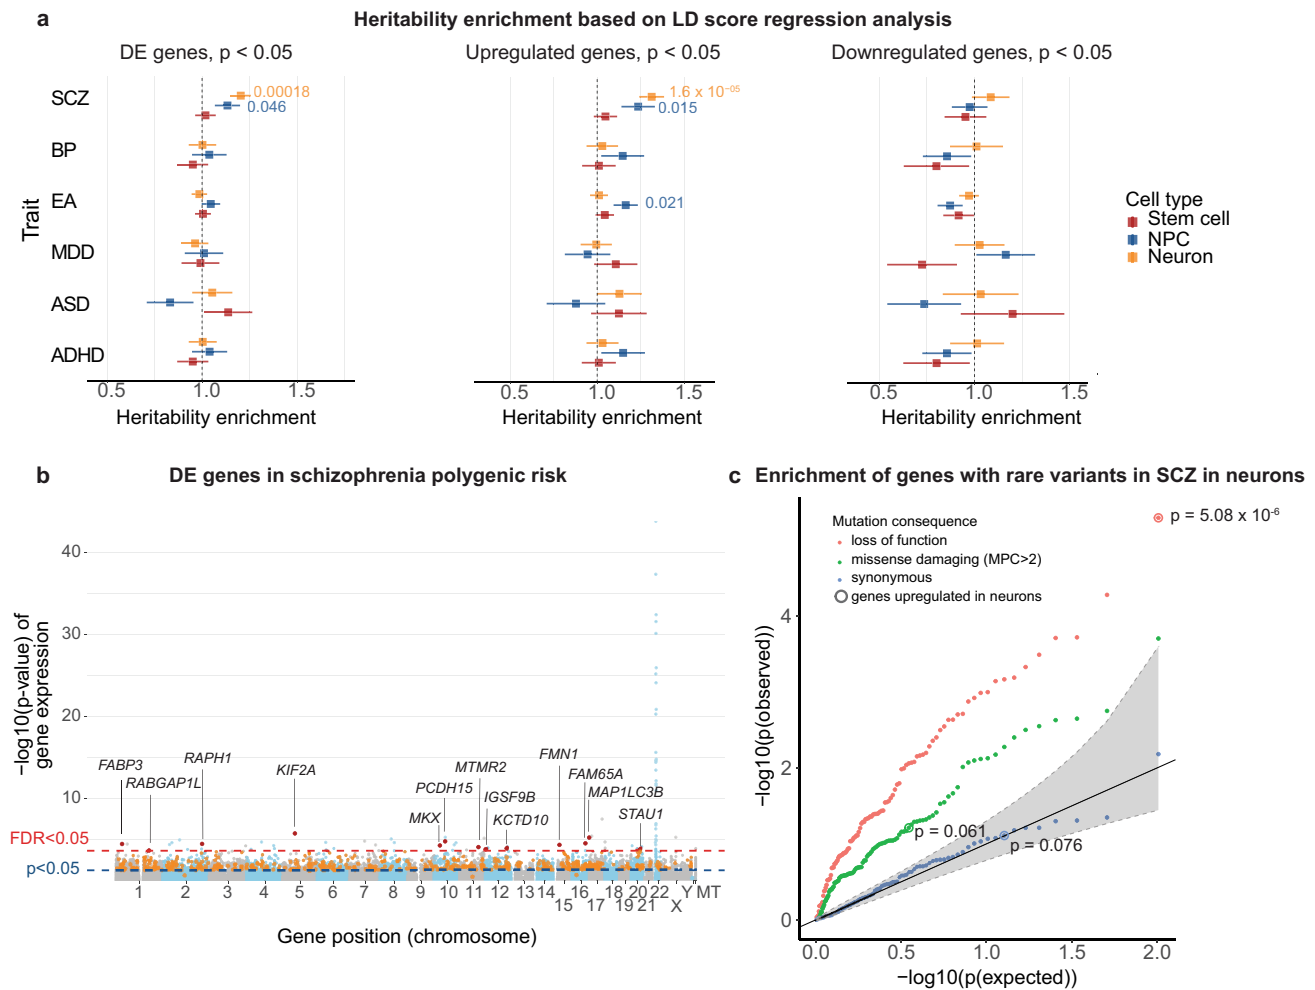 a
Heritability enrichment based on LD score regression analysis
DE genes, p < 0.05
Upregulated genes, p < 0.05
Downregulated genes, p < 0.05
Trait
SCZ
BP
EA
MDD
ASD
ADHD
0.00018
0.046
1.6 x 10⁻⁰⁵
0.015
0.021
0.5 1.0 1.5
Heritability enrichment
0.5 1.0 1.5
Heritability enrichment
0.5 1.0 1.5
Heritability enrichment
Cell type
Stem cell
NPC
Neuron
b
DE genes in schizophrenia polygenic risk
−log10(p-value) of
gene expression
40
30
20
10
FDR<0.05
p<0.05
FABP3
RABGAP1L
RAPH1
KIF2A
MKX
PCDH15
MTMR2
IGSF9B
KCTD10
FMN1
FAM65A
MAP1LC3B
STAU1
1 2 3 4 5 6 7 8 9 10 11 12 13 14 16 18 20 22 Y MT
15 17 19 21 X
Gene position (chromosome)
c
Enrichment of genes with rare variants in SCZ in neurons
Mutation consequence
loss of function
missense damaging (MPC>2)
synonymous
genes upregulated in neurons
p = 5.08 x 10⁻⁶
p = 0.061
p = 0.076
−log10(p(observed))
4
2
0
0.0 0.5 1.0 1.5 2.0
−log10(p(expected))